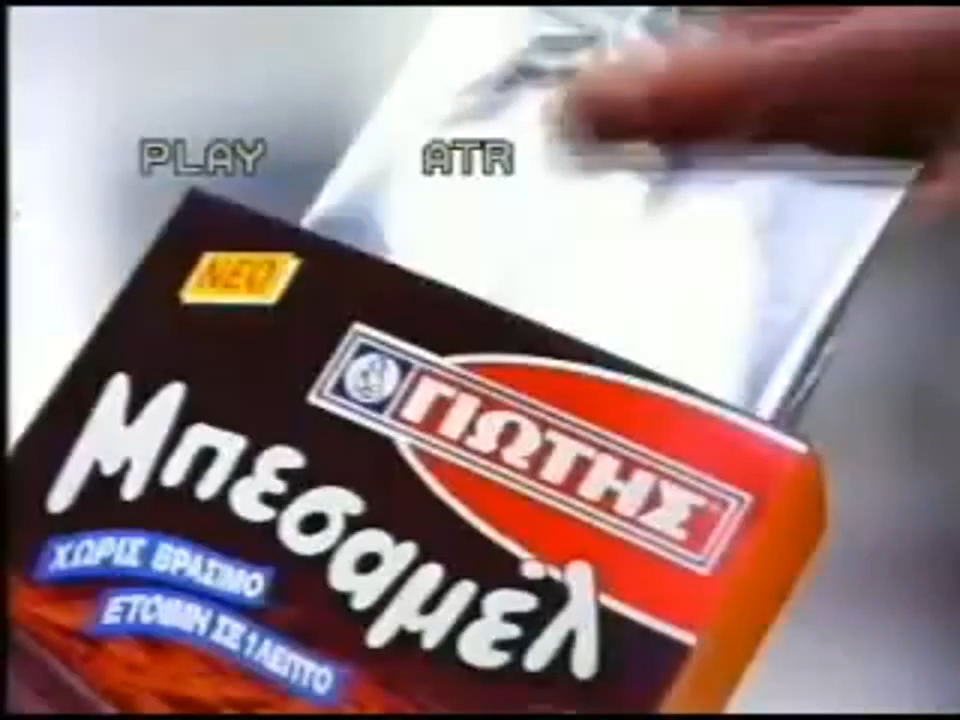 PLAY ATR
ΝΕΟ
ΓΙΩΤΗΣ
Μπεσαμέλ
ΧΩΡΙΣ ΒΡΑΣΙΜΟ
ΕΤΟΙΜΗ ΣΕ 1 ΛΕΠΤΟ